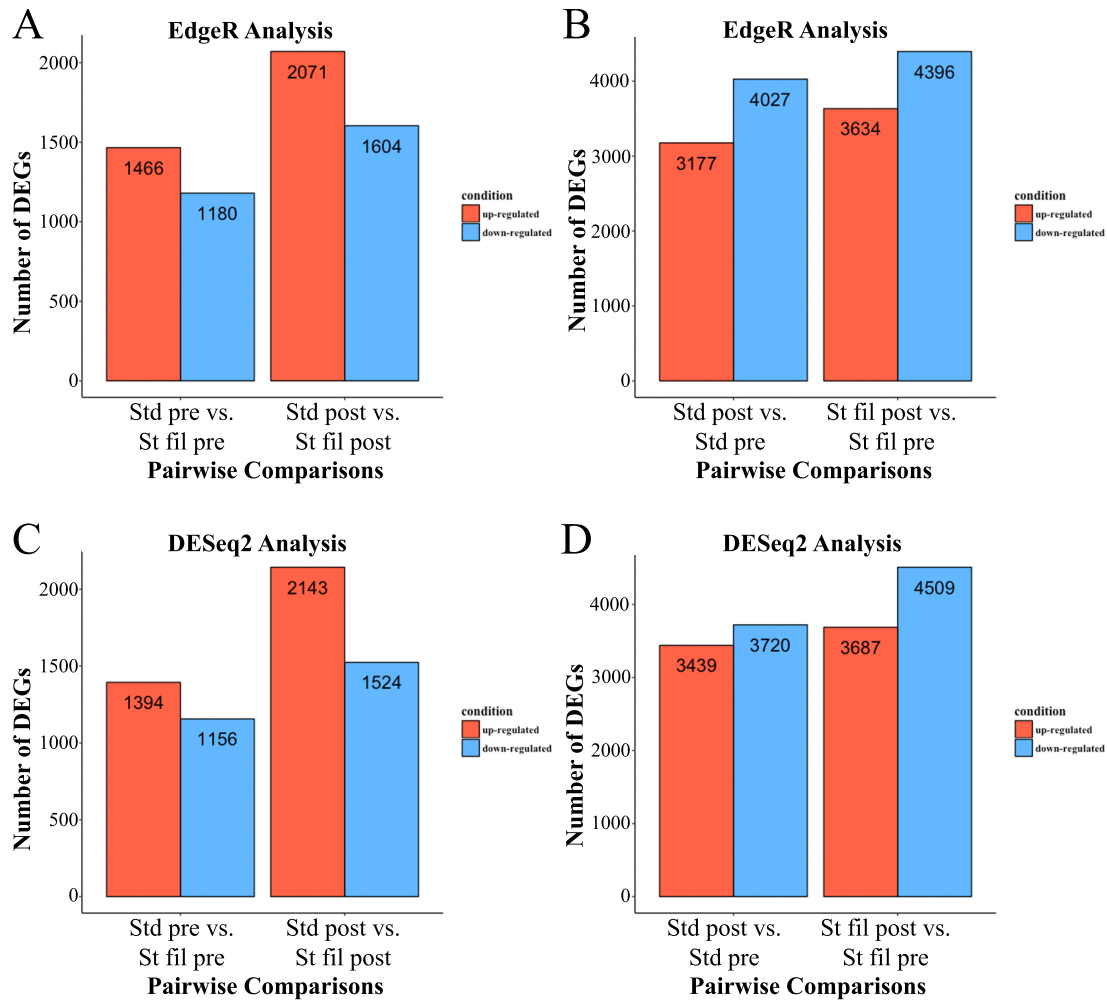 A
EdgeR Analysis
Number of DEGs
2000
1500
1000
500
0
1466
1180
2071
1604
condition
up-regulated
down-regulated
Std pre vs.
St fil pre
Std post vs.
St fil post
Pairwise Comparisons
B
EdgeR Analysis
Number of DEGs
4000
3000
2000
1000
0
3177
4027
3634
4396
condition
up-regulated
down-regulated
Std post vs.
Std pre
St fil post vs.
St fil pre
Pairwise Comparisons
C
DESeq2 Analysis
Number of DEGs
2000
1500
1000
500
0
1394
1156
2143
1524
condition
up-regulated
down-regulated
Std pre vs.
St fil pre
Std post vs.
St fil post
Pairwise Comparisons
D
DESeq2 Analysis
Number of DEGs
4000
3000
2000
1000
0
3439
3720
3687
4509
condition
up-regulated
down-regulated
Std post vs.
Std pre
St fil post vs.
St fil pre
Pairwise Comparisons